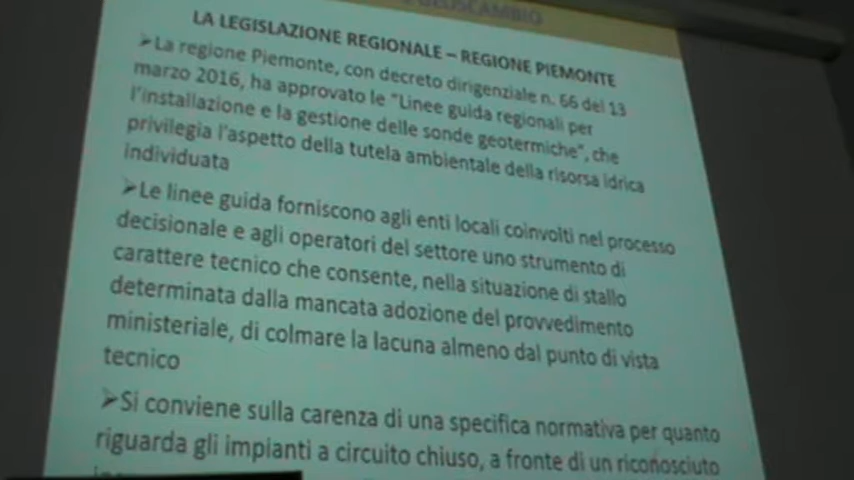 GEOSCAMBIO
LA LEGISLAZIONE REGIONALE – REGIONE PIEMONTE
➢La regione Piemonte, con decreto dirigenziale n. 66 del 13
marzo 2016, ha approvato le "Linee guida regionali per
l'installazione e la gestione delle sonde geotermiche", che
privilegia l'aspetto della tutela ambientale della risorsa idrica
individuata
➢Le linee guida forniscono agli enti locali coinvolti nel processo
decisionale e agli operatori del settore uno strumento di
carattere tecnico che consente, nella situazione di stallo
determinata dalla mancata adozione del provvedimento
ministeriale, di colmare la lacuna almeno dal punto di vista
tecnico
➢Si conviene sulla carenza di una specifica normativa per quanto
riguarda gli impianti a circuito chiuso, a fronte di un riconosciuto